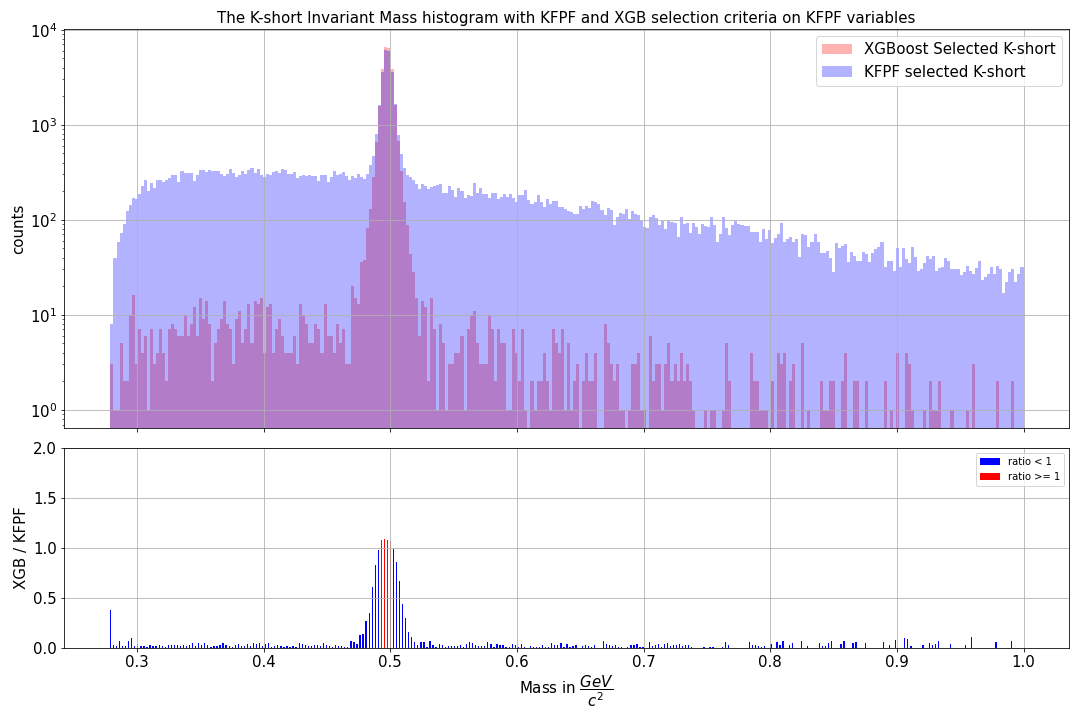 The K-short Invariant Mass histogram with KFPF and XGB selection criteria on KFPF variables
10^4
10^3
10^2
10^1
10^0
counts
XGBoost Selected K-short
KFPF selected K-short
2.0
1.5
1.0
0.5
0.0
XGB / KFPF
ratio < 1
ratio >= 1
0.3 0.4 0.5 0.6 0.7 0.8 0.9 1.0
Mass in GeV/c^2